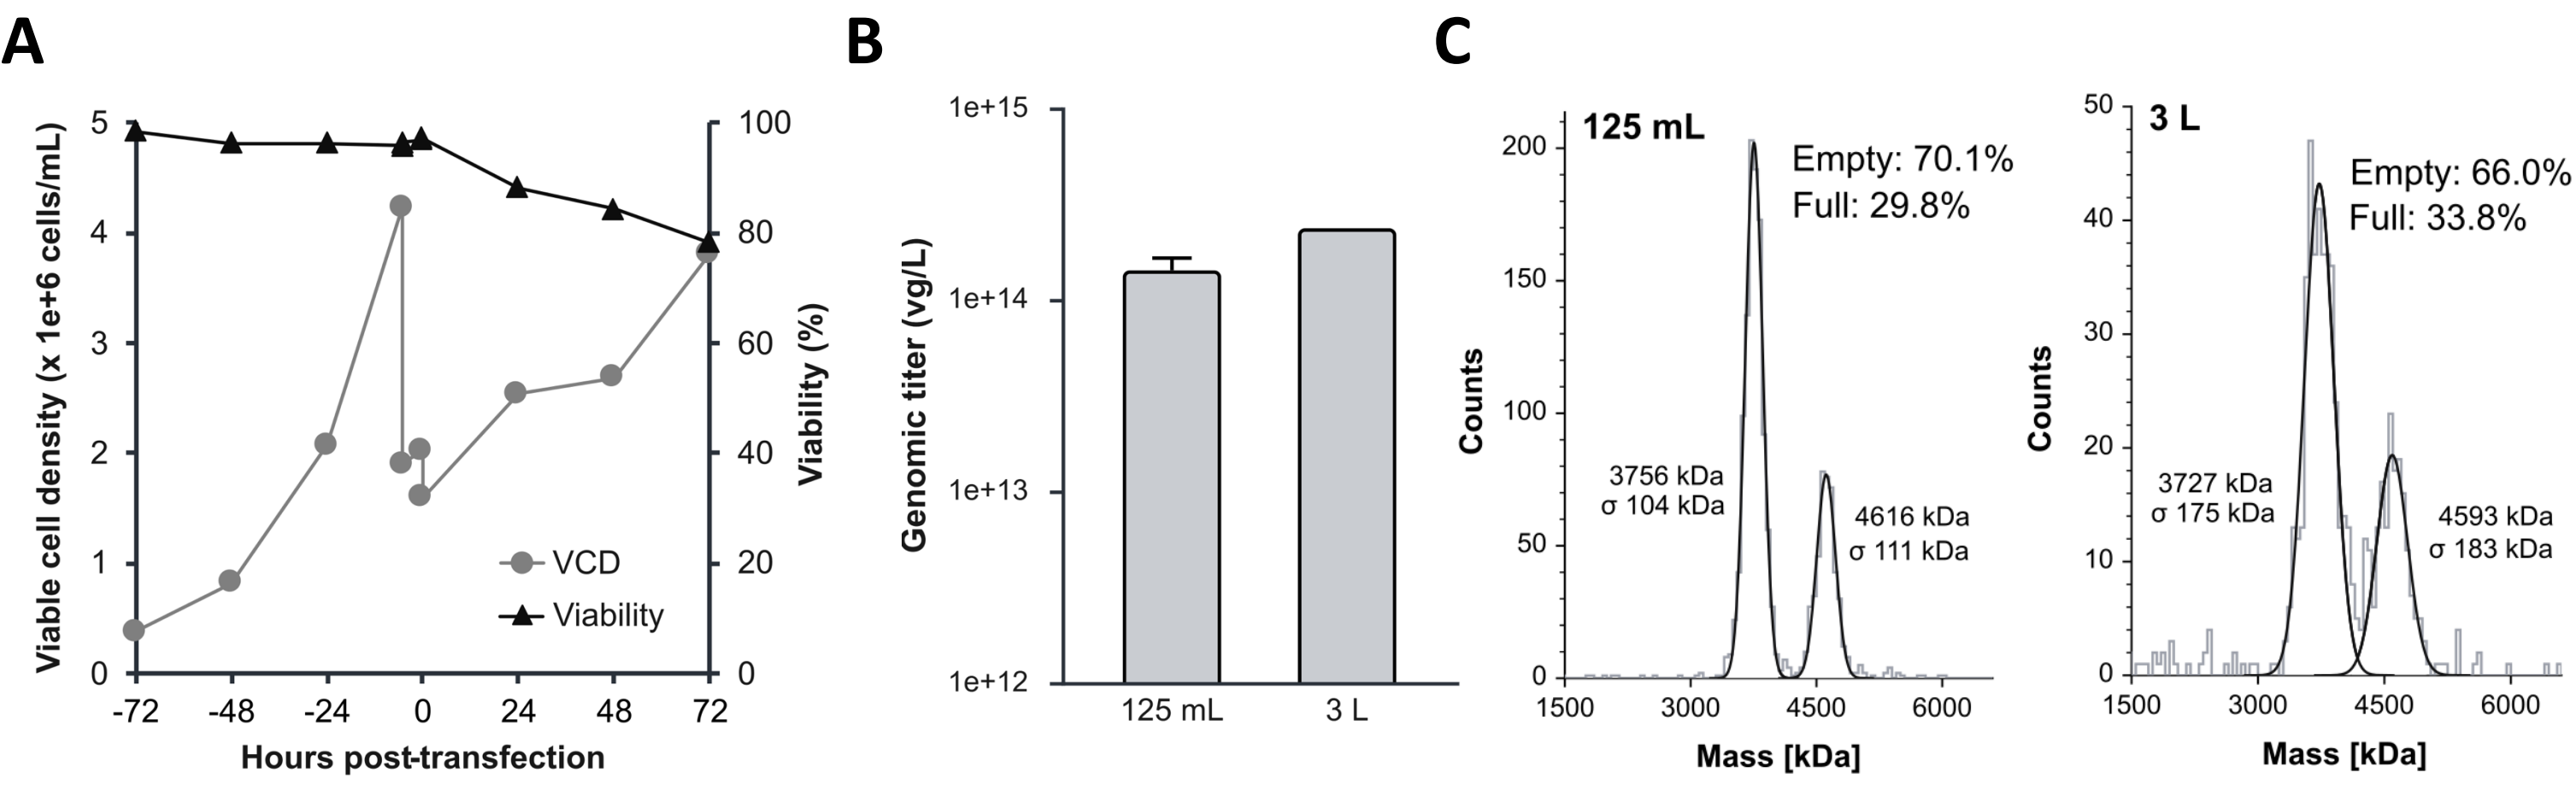 A
B
C
Viable cell density (x 1e+6 cells/mL)
5
4
3
2
1
0
100
80
60
40
20
0
Viability (%)
VCD
Viability
-72
-48
-24
0
24
48
72
Hours post-transfection
Genomic titer (vg/L)
1e+15
1e+14
1e+13
1e+12
125 mL
3 L
Counts
200
150
100
50
0
125 mL
Empty: 70.1%
Full: 29.8%
3756 kDa
σ 104 kDa
4616 kDa
σ 111 kDa
1500
3000
4500
6000
Mass [kDa]
Counts
50
40
30
20
10
0
3 L
Empty: 66.0%
Full: 33.8%
3727 kDa
σ 175 kDa
4593 kDa
σ 183 kDa
1500
3000
4500
6000
Mass [kDa]